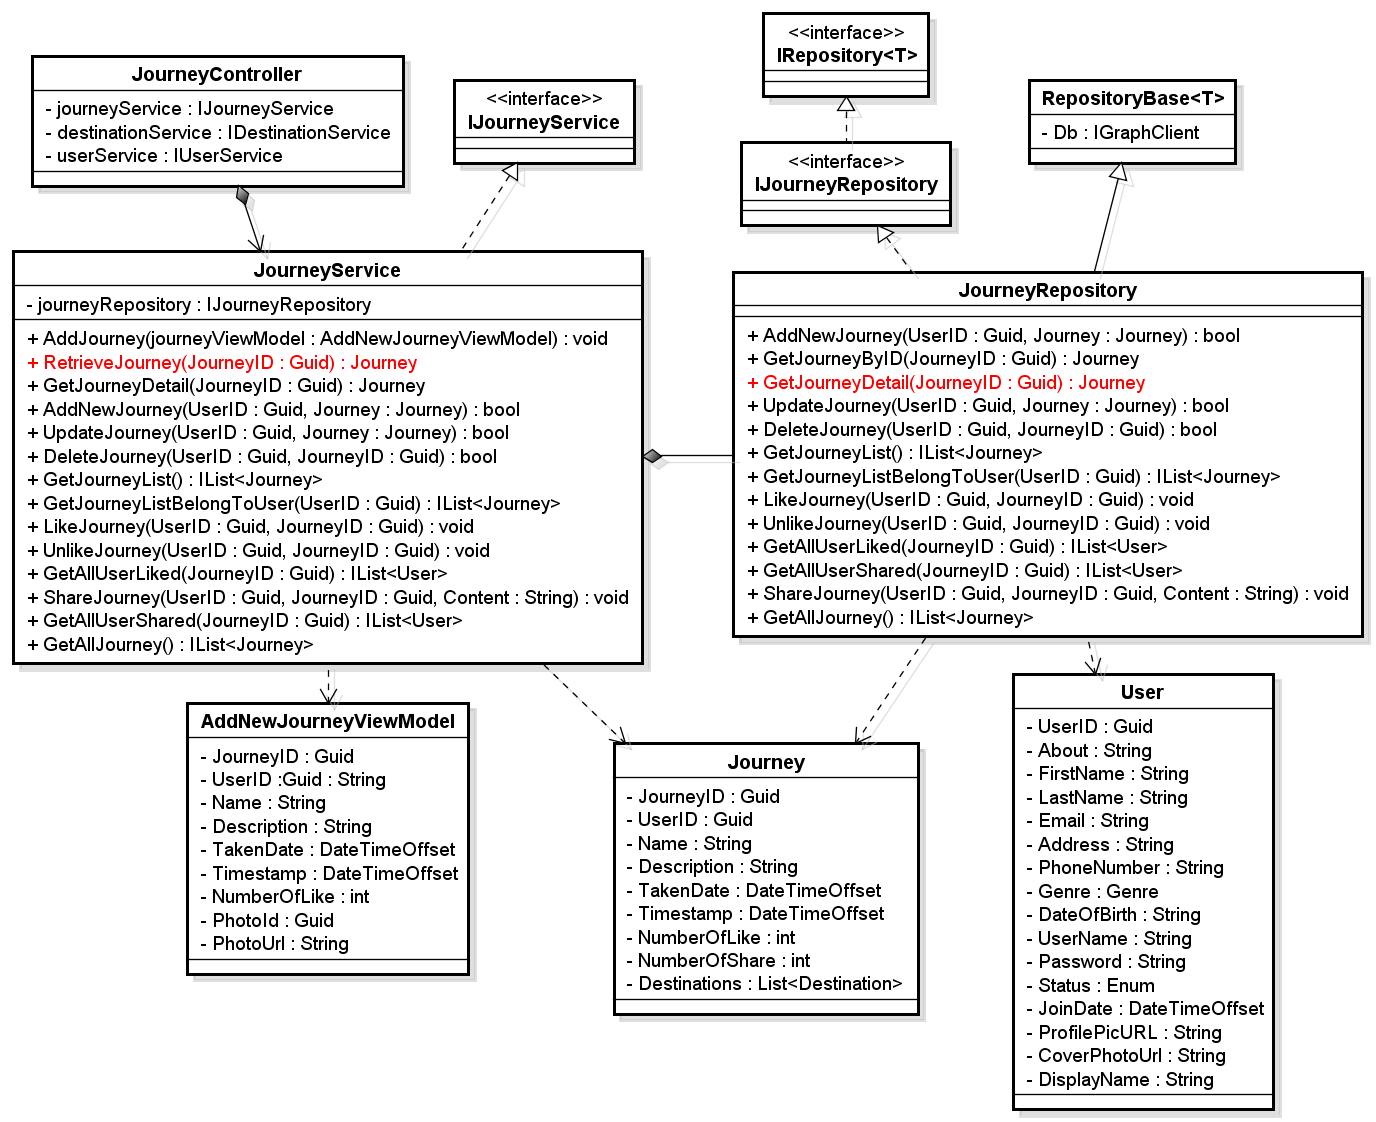 JourneyController
- journeyService : IJourneyService
- destinationService : IDestinationService
- userService : IUserService
<<interface>>
IJourneyService
<<interface>>
IRepository<T>
<<interface>>
IJourneyRepository
RepositoryBase<T>
- Db : IGraphClient
JourneyService
- journeyRepository : IJourneyRepository
+ AddJourney(journeyViewModel : AddNewJourneyViewModel) : void
+ RetrieveJourney(JourneyID : Guid) : Journey
+ GetJourneyDetail(JourneyID : Guid) : Journey
+ AddNewJourney(UserID : Guid, Journey : Journey) : bool
+ UpdateJourney(UserID : Guid, Journey : Journey) : bool
+ DeleteJourney(UserID : Guid, JourneyID : Guid) : bool
+ GetJourneyList() : IList<Journey>
+ GetJourneyListBelongToUser(UserID : Guid) : IList<Journey>
+ LikeJourney(UserID : Guid, JourneyID : Guid) : void
+ UnlikeJourney(UserID : Guid, JourneyID : Guid) : void
+ GetAllUserLiked(JourneyID : Guid) : IList<User>
+ ShareJourney(UserID : Guid, JourneyID : Guid, Content : String) : void
+ GetAllUserShared(JourneyID : Guid) : IList<User>
+ GetAllJourney() : IList<Journey>
JourneyRepository
+ AddNewJourney(UserID : Guid, Journey : Journey) : bool
+ GetJourneyByID(JourneyID : Guid) : Journey
+ GetJourneyDetail(JourneyID : Guid) : Journey
+ UpdateJourney(UserID : Guid, Journey : Journey) : bool
+ DeleteJourney(UserID : Guid, JourneyID : Guid) : bool
+ GetJourneyList() : IList<Journey>
+ GetJourneyListBelongToUser(UserID : Guid) : IList<Journey>
+ LikeJourney(UserID : Guid, JourneyID : Guid) : void
+ UnlikeJourney(UserID : Guid, JourneyID : Guid) : void
+ GetAllUserLiked(JourneyID : Guid) : IList<User>
+ GetAllUserShared(JourneyID : Guid) : IList<User>
+ ShareJourney(UserID : Guid, JourneyID : Guid, Content : String) : void
+ GetAllJourney() : IList<Journey>
AddNewJourneyViewModel
- JourneyID : Guid
- UserID :Guid : String
- Name : String
- Description : String
- TakenDate : DateTimeOffset
- Timestamp : DateTimeOffset
- NumberOfLike : int
- PhotoId : Guid
- PhotoUrl : String
Journey
- JourneyID : Guid
- UserID : Guid
- Name : String
- Description : String
- TakenDate : DateTimeOffset
- Timestamp : DateTimeOffset
- NumberOfLike : int
- NumberOfShare : int
- Destinations : List<Destination>
User
- UserID : Guid
- About : String
- FirstName : String
- LastName : String
- Email : String
- Address : String
- PhoneNumber : String
- Genre : Genre
- DateOfBirth : String
- UserName : String
- Password : String
- Status : Enum
- JoinDate : DateTimeOffset
- ProfilePicURL : String
- CoverPhotoUrl : String
- DisplayName : String